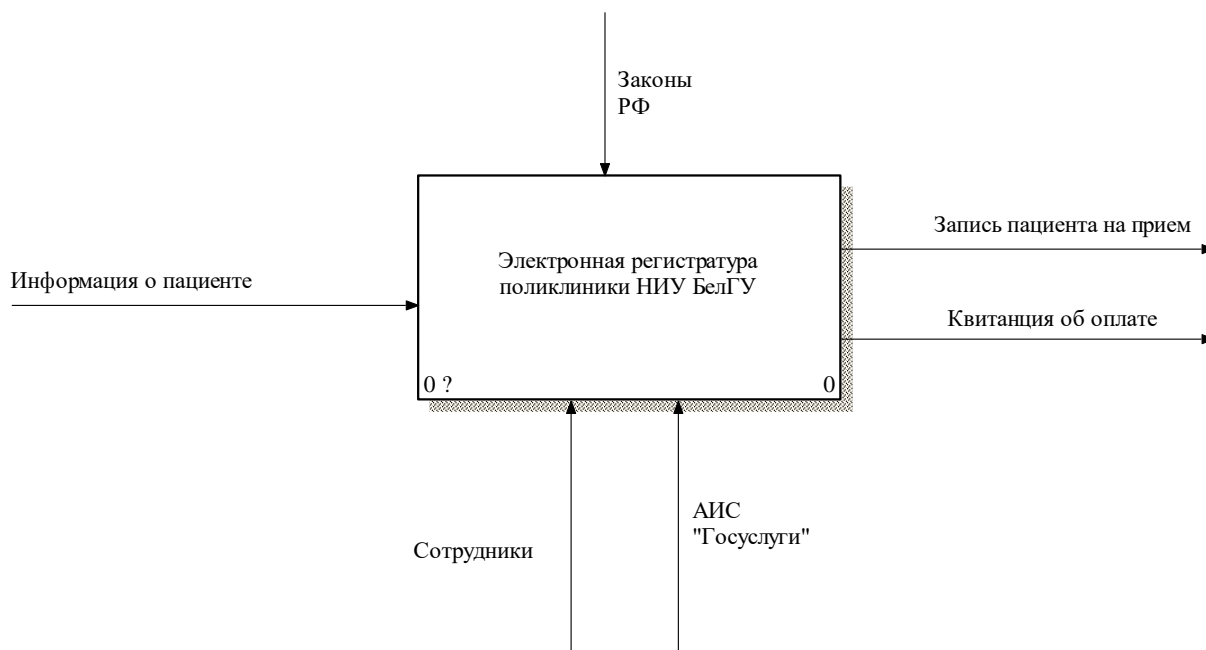 Законы
РФ
Запись пациента на прием
Электронная регистратура
поликлиники НИУ БелГУ
Информация о пациенте
Квитанция об оплате
0 ?
0
АИС
"Госуслуги"
Сотрудники